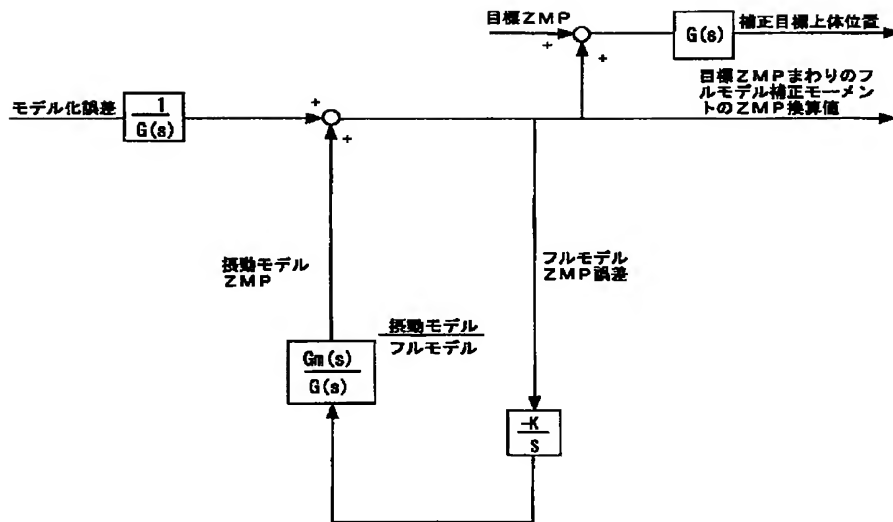 目標ZMP
+
+
G(s)
補正目標上体位置
目標ZMPまわりのフ
ルモデル補正モーメン
トのZMP換算値
モデル化誤差
1
G(s)
+
+
摂動モデル
ZMP
フルモデル
ZMP誤差
摂動モデル
フルモデル
Gm(s)
G(s)
-K
S